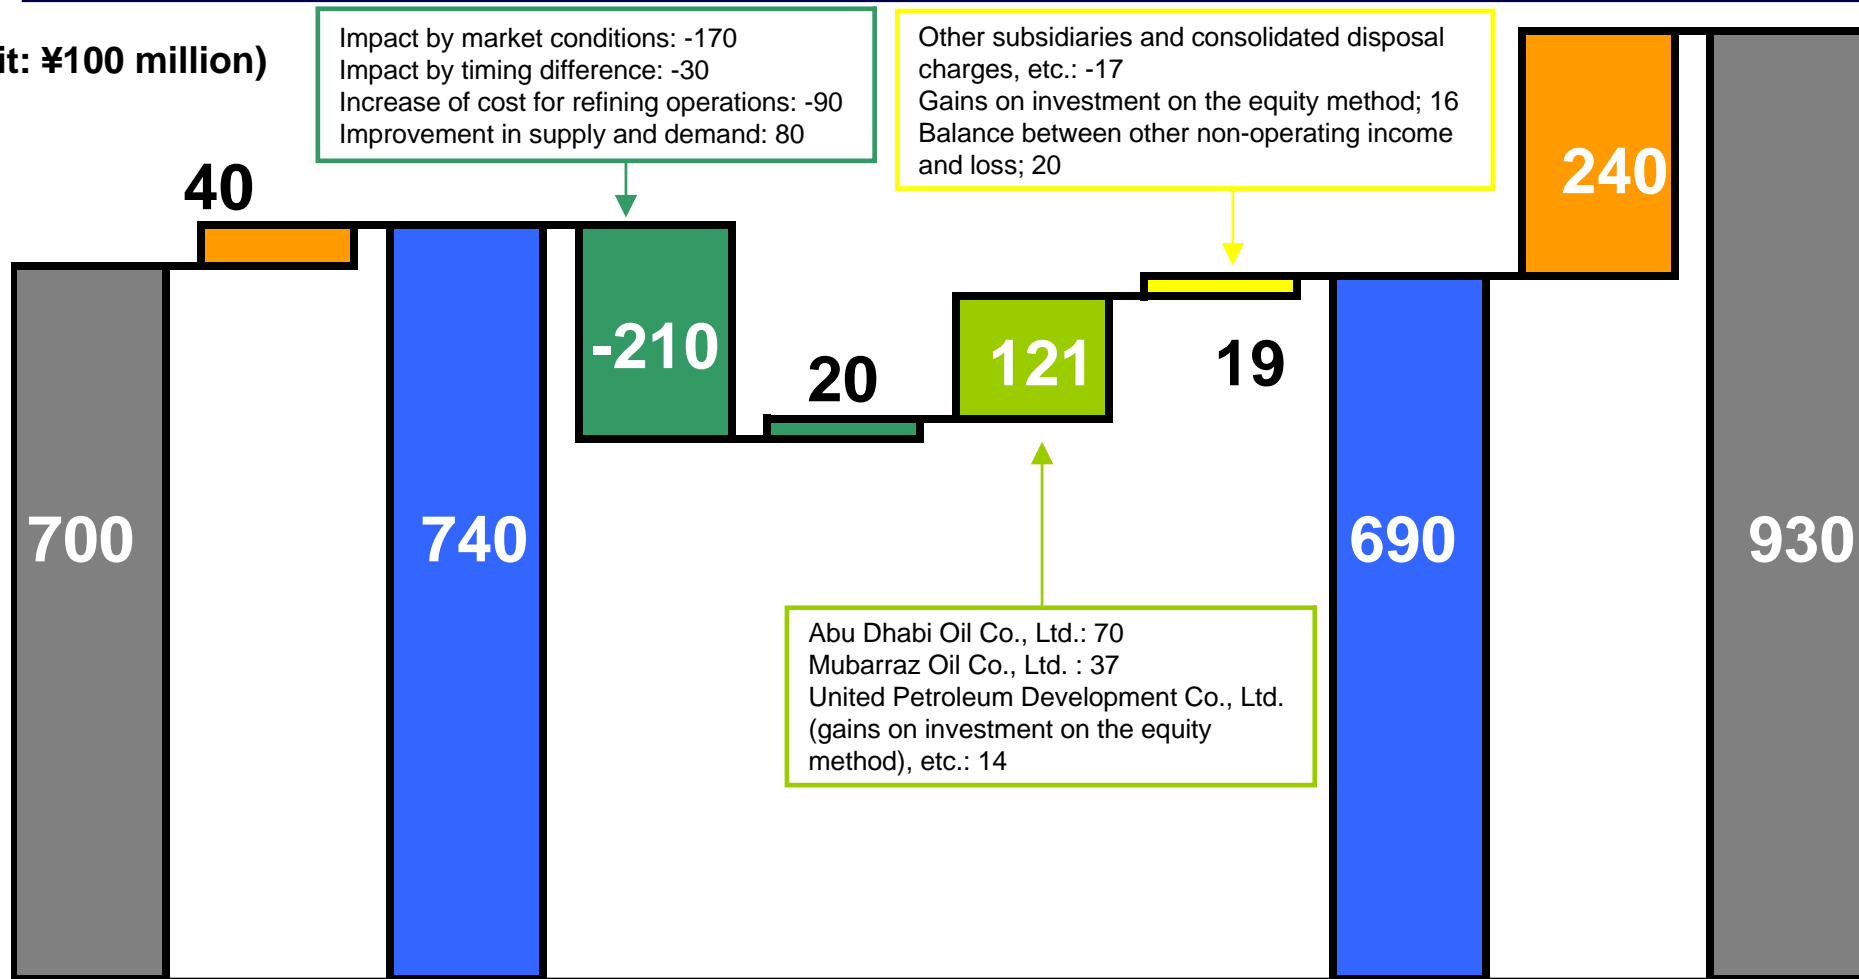 it: ¥100 million)
Impact by market conditions: -170
Impact by timing difference: -30
Increase of cost for refining operations: -90
Improvement in supply and demand: 80
Other subsidiaries and consolidated disposal
charges, etc.: -17
Gains on investment on the equity method; 16
Balance between other non-operating income
and loss; 20
40
240
-210
20
121
19
700
740
690
930
Abu Dhabi Oil Co., Ltd.: 70
Mubarraz Oil Co., Ltd. : 37
United Petroleum Development Co., Ltd.
(gains on investment on the equity
method), etc.: 14